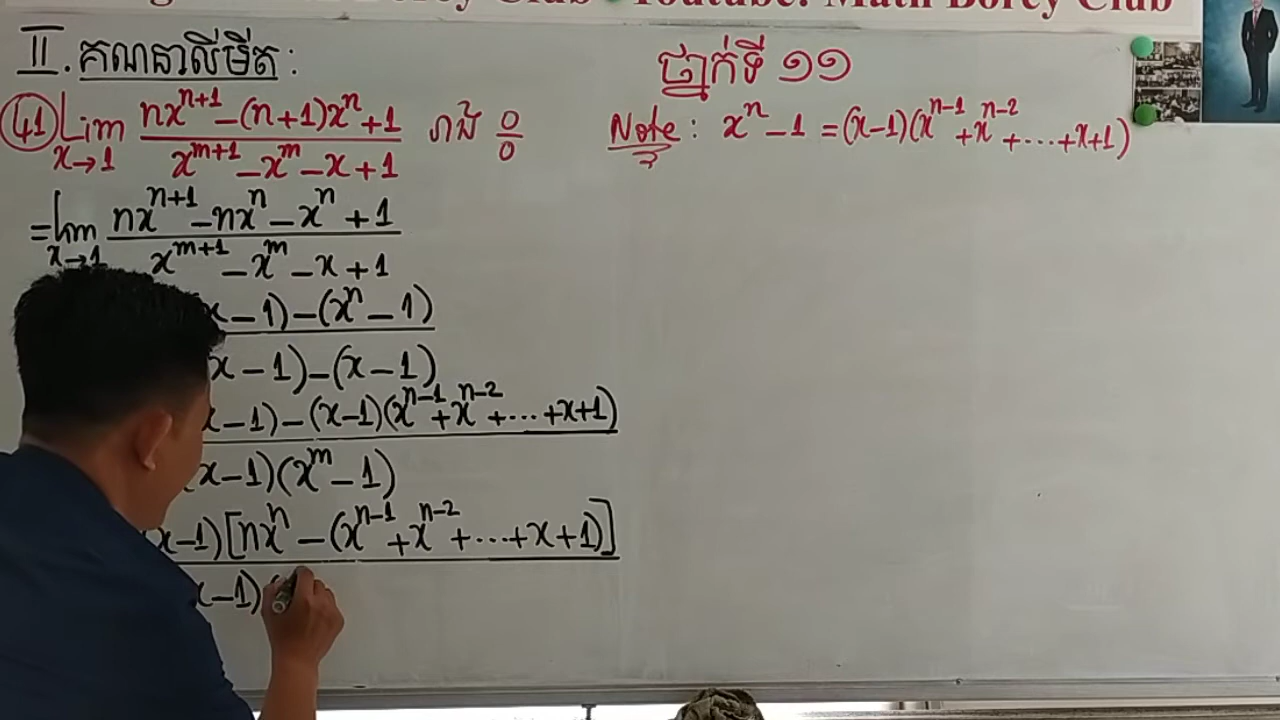 Club Youtube: Math Borey Club
II. គណនាលីមីត :
ថ្នាក់ទី ១១
41 Lim x→1 (nx^{n+1} − (n+1)x^n + 1) / (x^{m+1} − x^m − x + 1) រាង 0/0
Note : x^n − 1 = (x−1)(x^{n-1} + x^{n-2} + ... + x+1)
= lim x→1 (nx^{n+1} − nx^n − x^n + 1) / (x^{m+1} − x^m − x + 1)
x − 1) − (x^n − 1)
x − 1) − (x − 1)
x − 1) − (x−1)(x^{n-1} + x^{n-2} + ... + x+1)
x−1)(x^m − 1)
x−1)[nx^n − (x^{n-1} + x^{n-2} + ... + x + 1)]
x−1)(